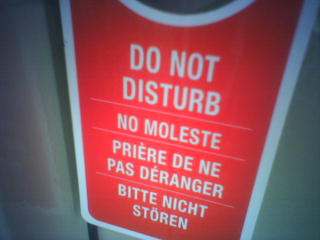 DO NOT
DISTURB
NO MOLESTE
PRIÈRE DE NE
PAS DÉRANGER
BITTE NICHT
STÖREN